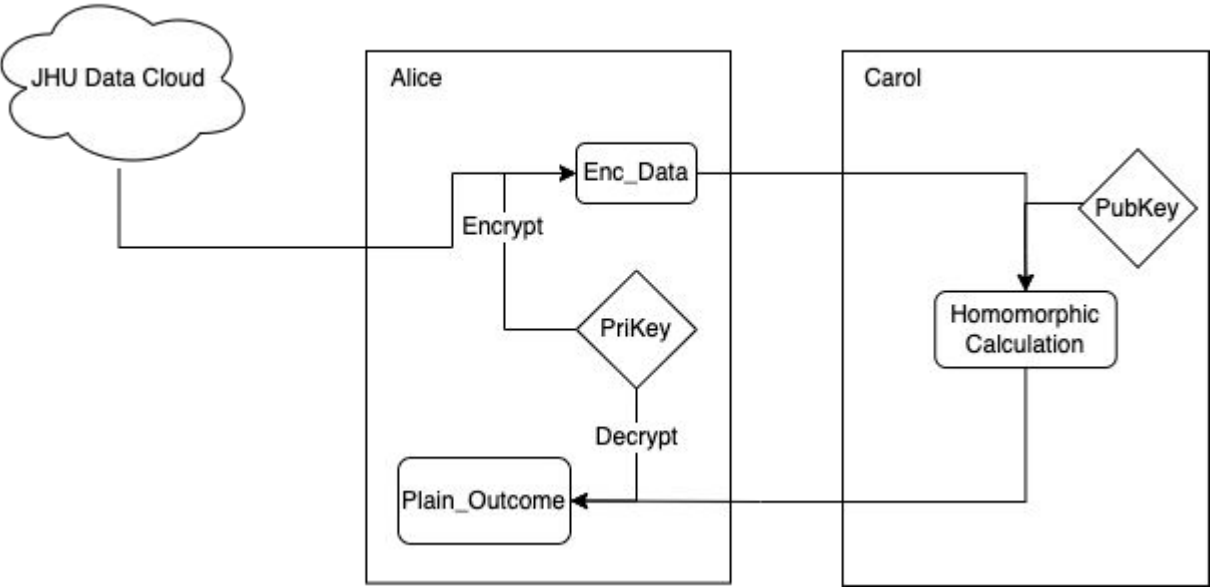 JHU Data Cloud
Alice
Carol
Enc_Data
PubKey
Encrypt
PriKey
Homomorphic
Calculation
Decrypt
Plain_Outcome